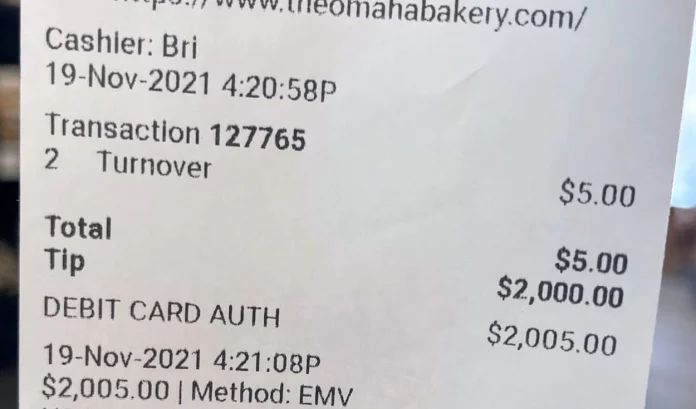 www.theomahabakery.com/
Cashier: Bri
19-Nov-2021 4:20:58P
Transaction 127765
2 Turnover $5.00
Total $5.00
Tip $2,000.00
DEBIT CARD AUTH $2,005.00
19-Nov-2021 4:21:08P
$2,005.00 | Method: EMV